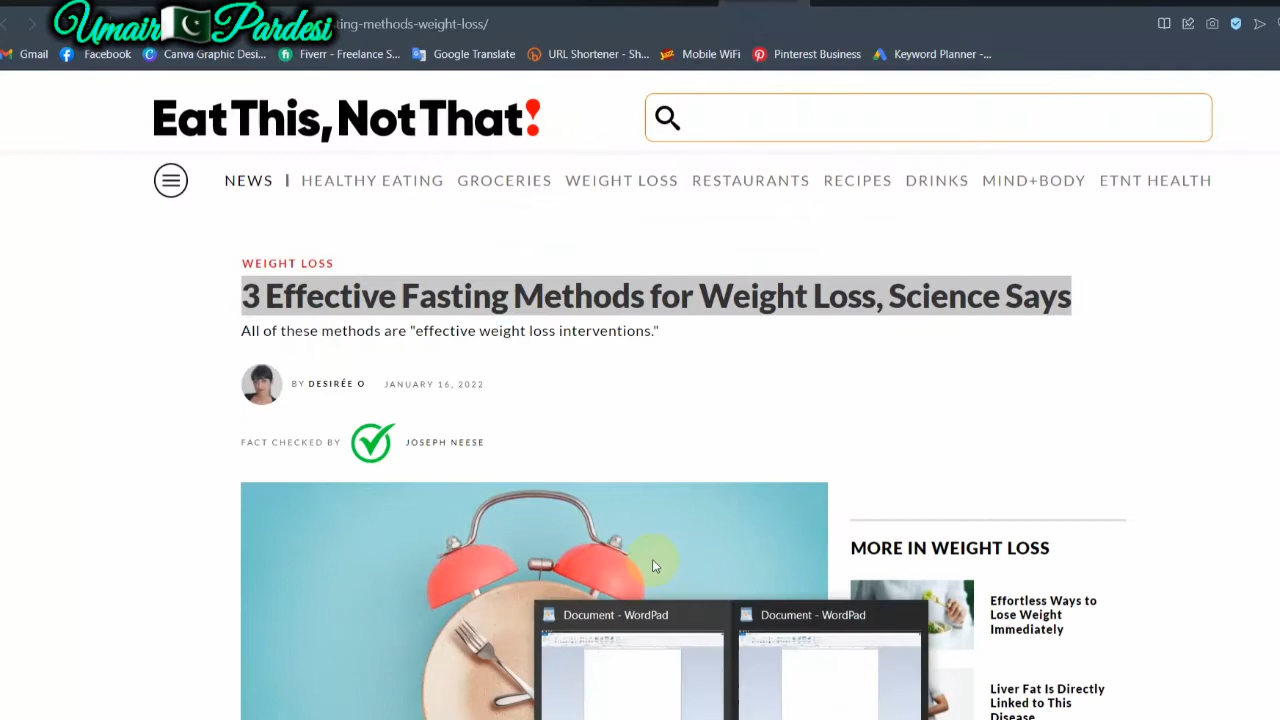 Umair Pardesi
ting-methods-weight-loss/
Gmail Facebook Canva Graphic Desi... Fiverr - Freelance S... Google Translate URL Shortener - Sh... Mobile WiFi Pinterest Business Keyword Planner -...
Eat This, Not That!
NEWS | HEALTHY EATING GROCERIES WEIGHT LOSS RESTAURANTS RECIPES DRINKS MIND+BODY ETNT HEALTH
WEIGHT LOSS
3 Effective Fasting Methods for Weight Loss, Science Says
All of these methods are "effective weight loss interventions."
BY DESIRÉE O JANUARY 16, 2022
FACT CHECKED BY JOSEPH NEESE
MORE IN WEIGHT LOSS
Effortless Ways to
Lose Weight
Immediately
Document - WordPad Document - WordPad
Liver Fat Is Directly
Linked to This
Disease